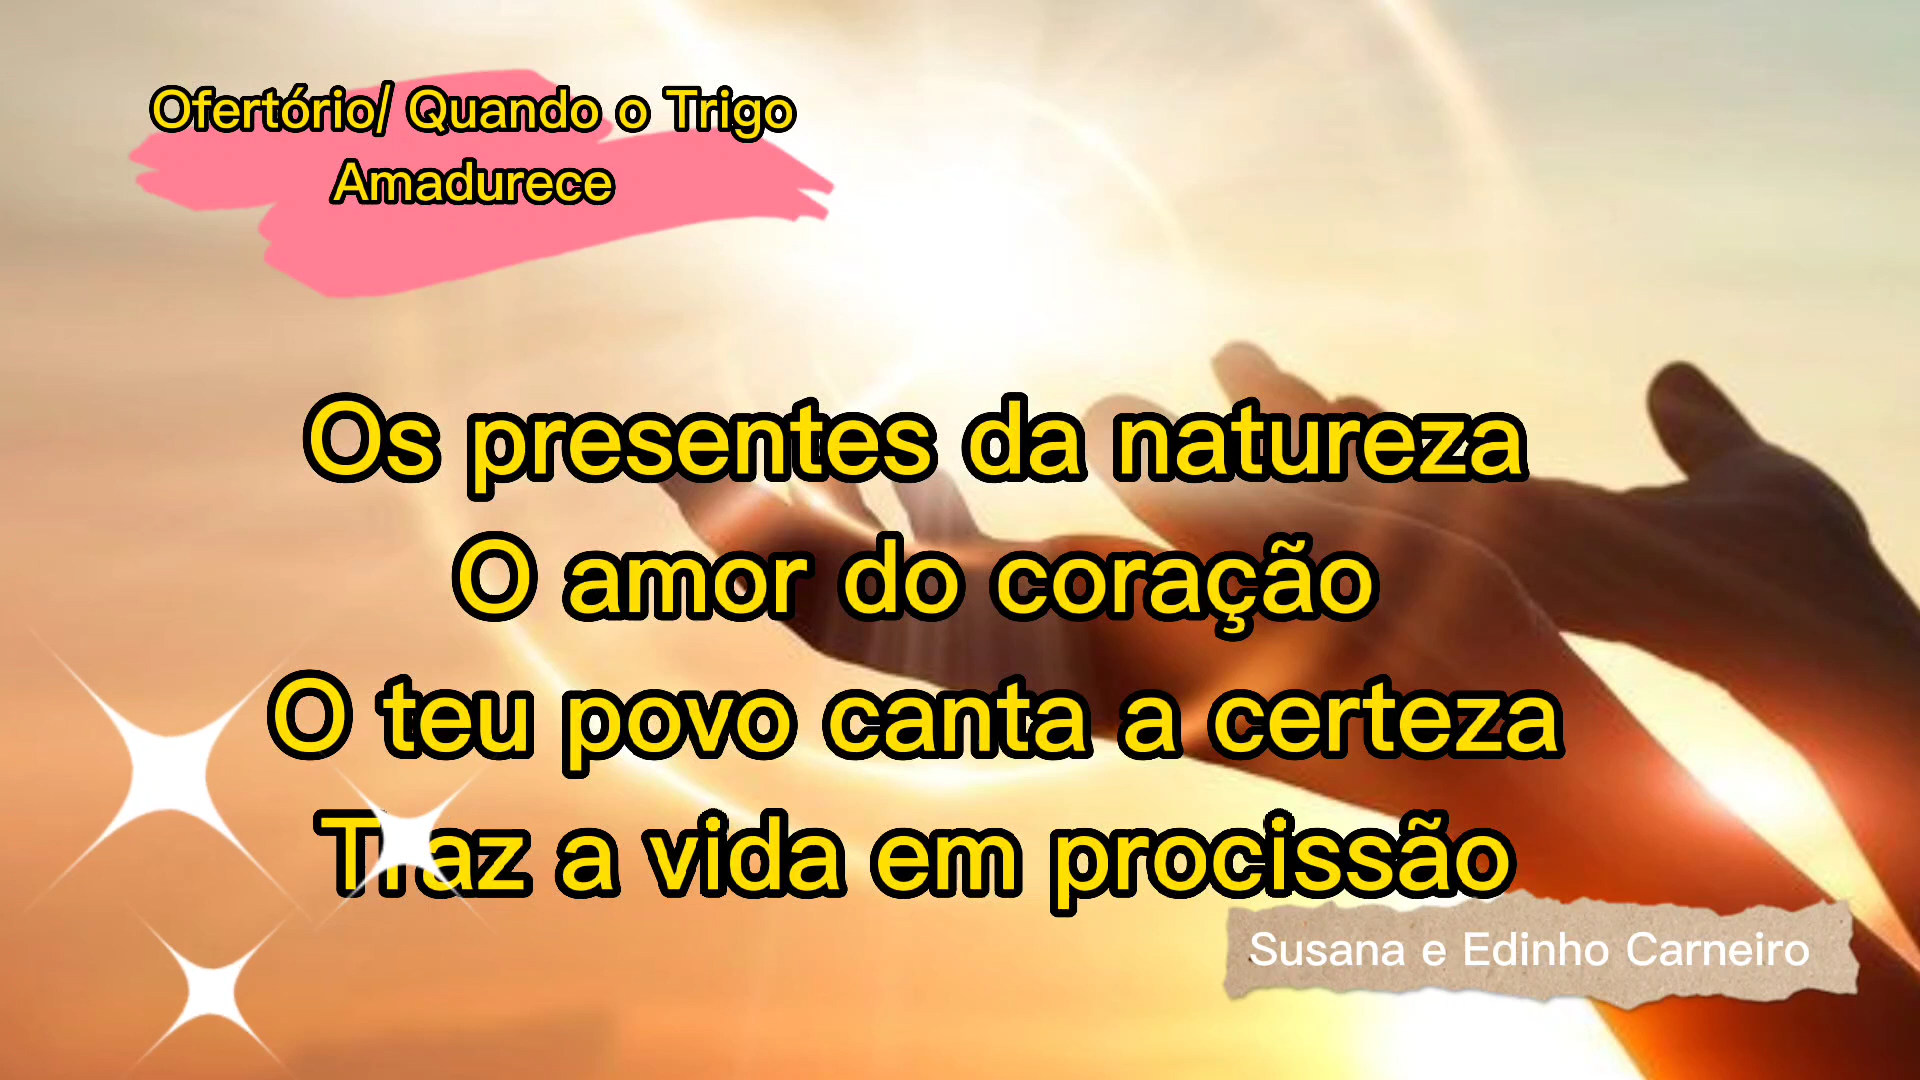 Ofertório/ Quando o Trigo
Amadurece
Os presentes da natureza
O amor do coração
O teu povo canta a certeza
Traz a vida em procissão
Susana e Edinho Carneiro